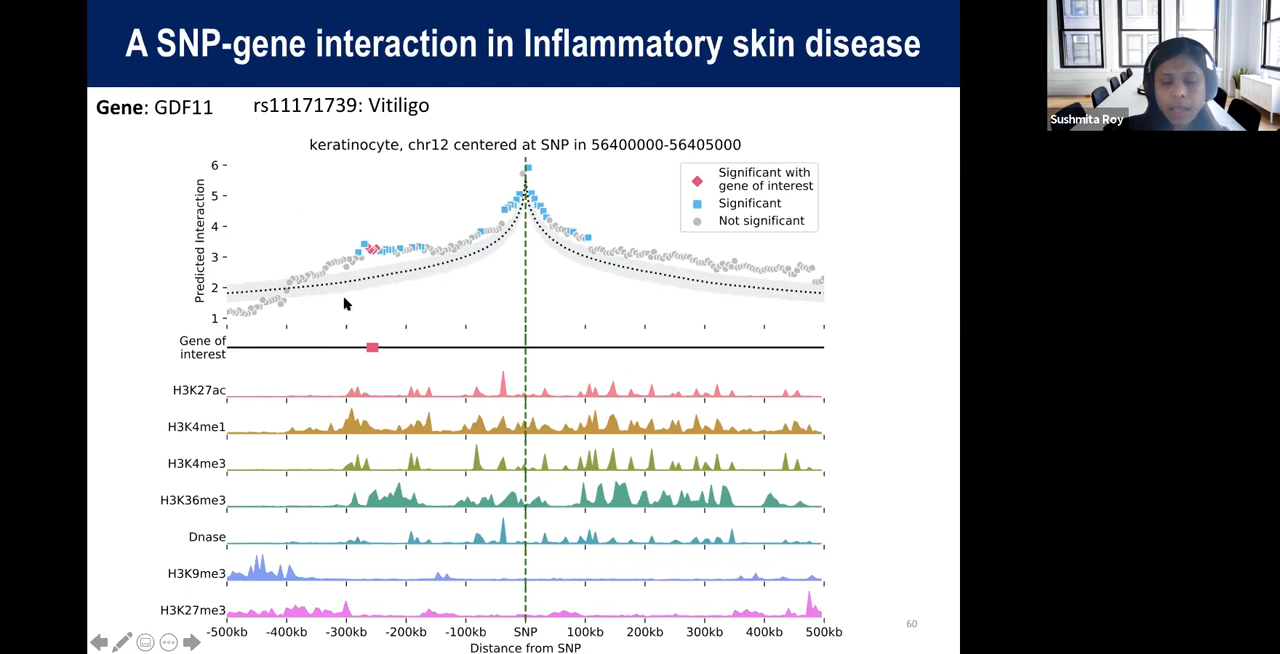 A SNP-gene interaction in Inflammatory skin disease
Sushmita Roy
Gene: GDF11 rs11171739: Vitiligo
keratinocyte, chr12 centered at SNP in 56400000-56405000
Predicted Interaction
6
5
4
3
2
1
Significant with
gene of interest
Significant
Not significant
Gene of
interest
H3K27ac
H3K4me1
H3K4me3
H3K36me3
Dnase
H3K9me3
H3K27me3
-500kb -400kb -300kb -200kb -100kb SNP 100kb 200kb 300kb 400kb 500kb
Distance from SNP
60